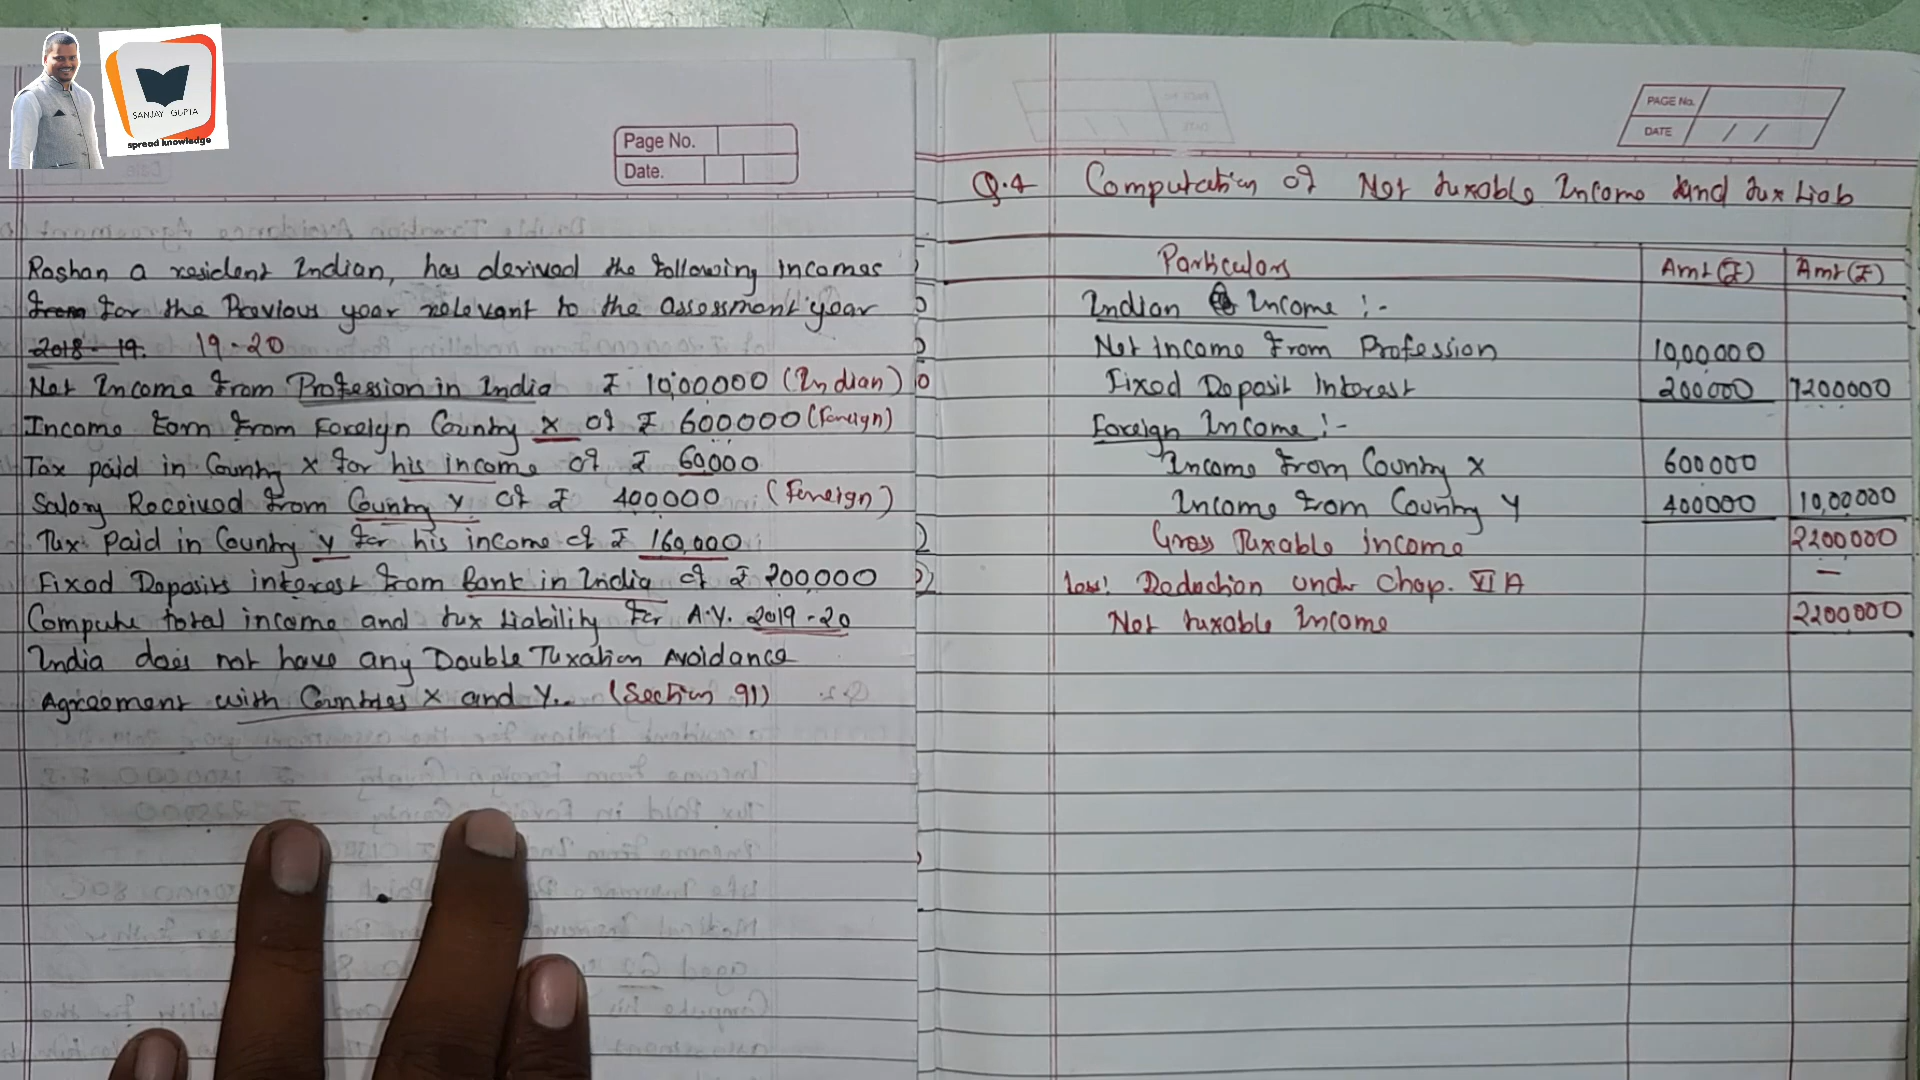 SANJAY GUPTA
spread knowledge
Page No.
Date.
Roshan a resident Indian, has derived the following incomes
from for the Previous year relevant to the assessment year
2018-19. 19-20
Net Income from Profession in India ₹ 10,00000 (Indian)
Income Earn from Foreign Country X of ₹ 600000 (Foreign)
Tax paid in Country X for his income of ₹ 60000
Salary Received from Country Y. of ₹ 400000 (Foreign)
Tax Paid in Country Y for his income of ₹ 160,000
Fixed Deposits interest from Bank in India of ₹ 200000
Compute total income and tax Liability for A.Y. 2019-20
India does not have any Double Taxation Avoidance
Agreement with Countries X and Y.. (Section 91)
PAGE No.
DATE / /
Q.4 Computation of Net taxable Income and tax Liab
Particulars Amt(₹) Amt(₹)
Indian Income :-
Net income from Profession 10,00000
Fixed Deposit Interest 200000 1200000
Foreign Income :-
Income from Country X 600000
Income from Country Y 400000 10,00000
Gross Taxable income 2200000
Less: Deduction under Chap. VI A -
Net taxable Income 2200000